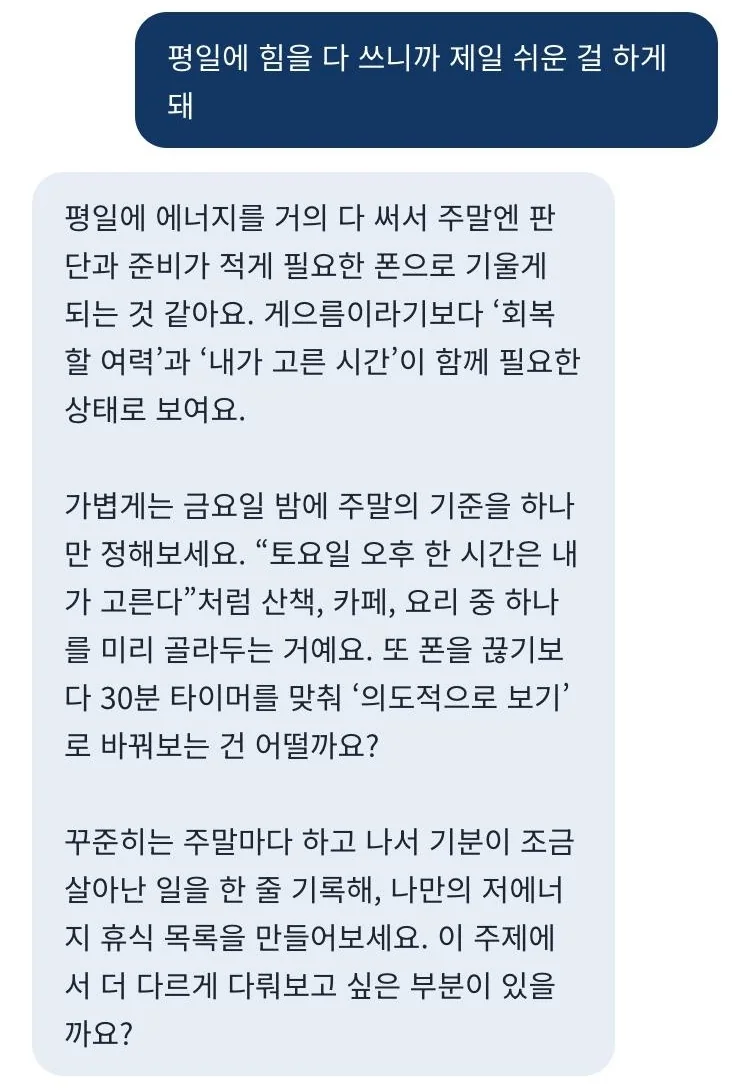 평일에 힘을 다 쓰니까 제일 쉬운 걸 하게
돼
평일에 에너지를 거의 다 써서 주말엔 판
단과 준비가 적게 필요한 폰으로 기울게
되는 것 같아요. 게으름이라기보다 ‘회복
할 여력’과 ‘내가 고른 시간’이 함께 필요한
상태로 보여요.
가볍게는 금요일 밤에 주말의 기준을 하나
만 정해보세요. “토요일 오후 한 시간은 내
가 고른다”처럼 산책, 카페, 요리 중 하나
를 미리 골라두는 거예요. 또 폰을 끊기보
다 30분 타이머를 맞춰 ‘의도적으로 보기’
로 바꿔보는 건 어떨까요?
꾸준히는 주말마다 하고 나서 기분이 조금
살아난 일을 한 줄 기록해, 나만의 저에너
지 휴식 목록을 만들어보세요. 이 주제에
서 더 다르게 다뤄보고 싶은 부분이 있을
까요?